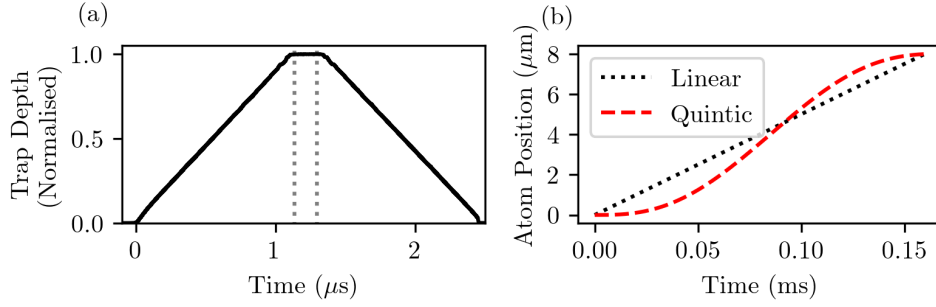 (a)
1.0
0.5
0.0
0
1
2
Trap Depth
(Normalised)
Time (μs)
(b)
8
6
4
2
0
0.00
0.05
0.10
0.15
Atom Position (μm)
Time (ms)
Linear
Quintic